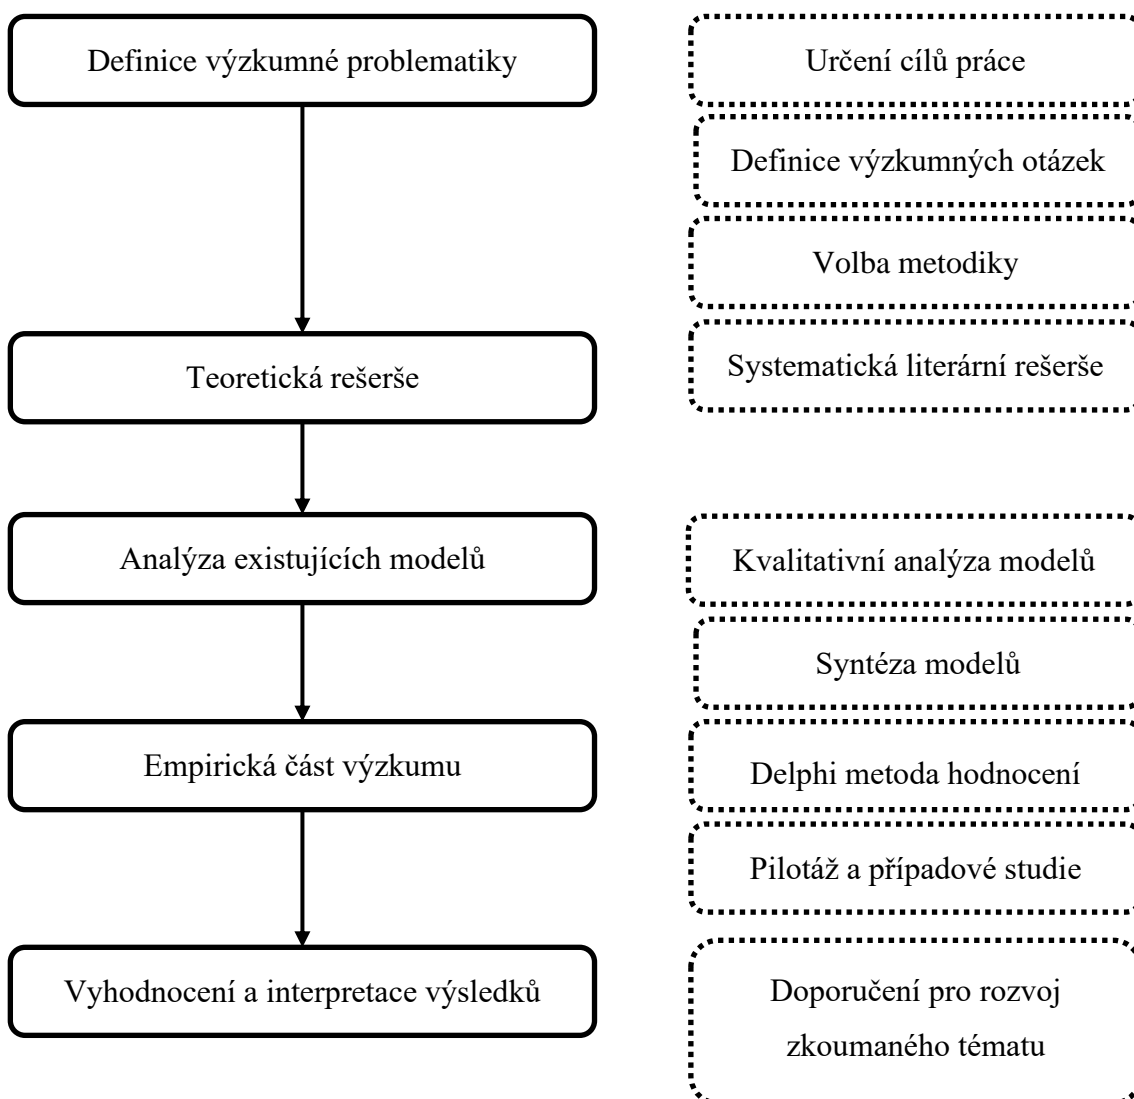 Definice výzkumné problematiky
Určení cílů práce
Definice výzkumných otázek
Volba metodiky
Teoretická rešerše
Systematická literární rešerše
Analýza existujících modelů
Kvalitativní analýza modelů
Syntéza modelů
Empirická část výzkumu
Delphi metoda hodnocení
Pilotáž a případové studie
Vyhodnocení a interpretace výsledků
Doporučení pro rozvoj
zkoumaného tématu